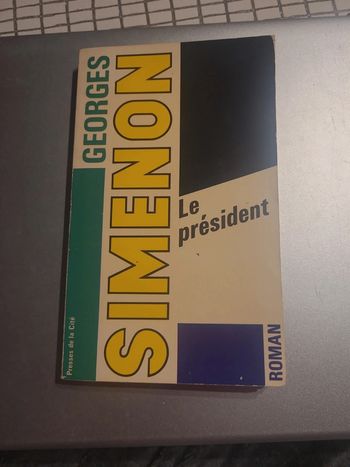 GEORGES
SIMENON
Le
président
Presses de la Cité
ROMAN